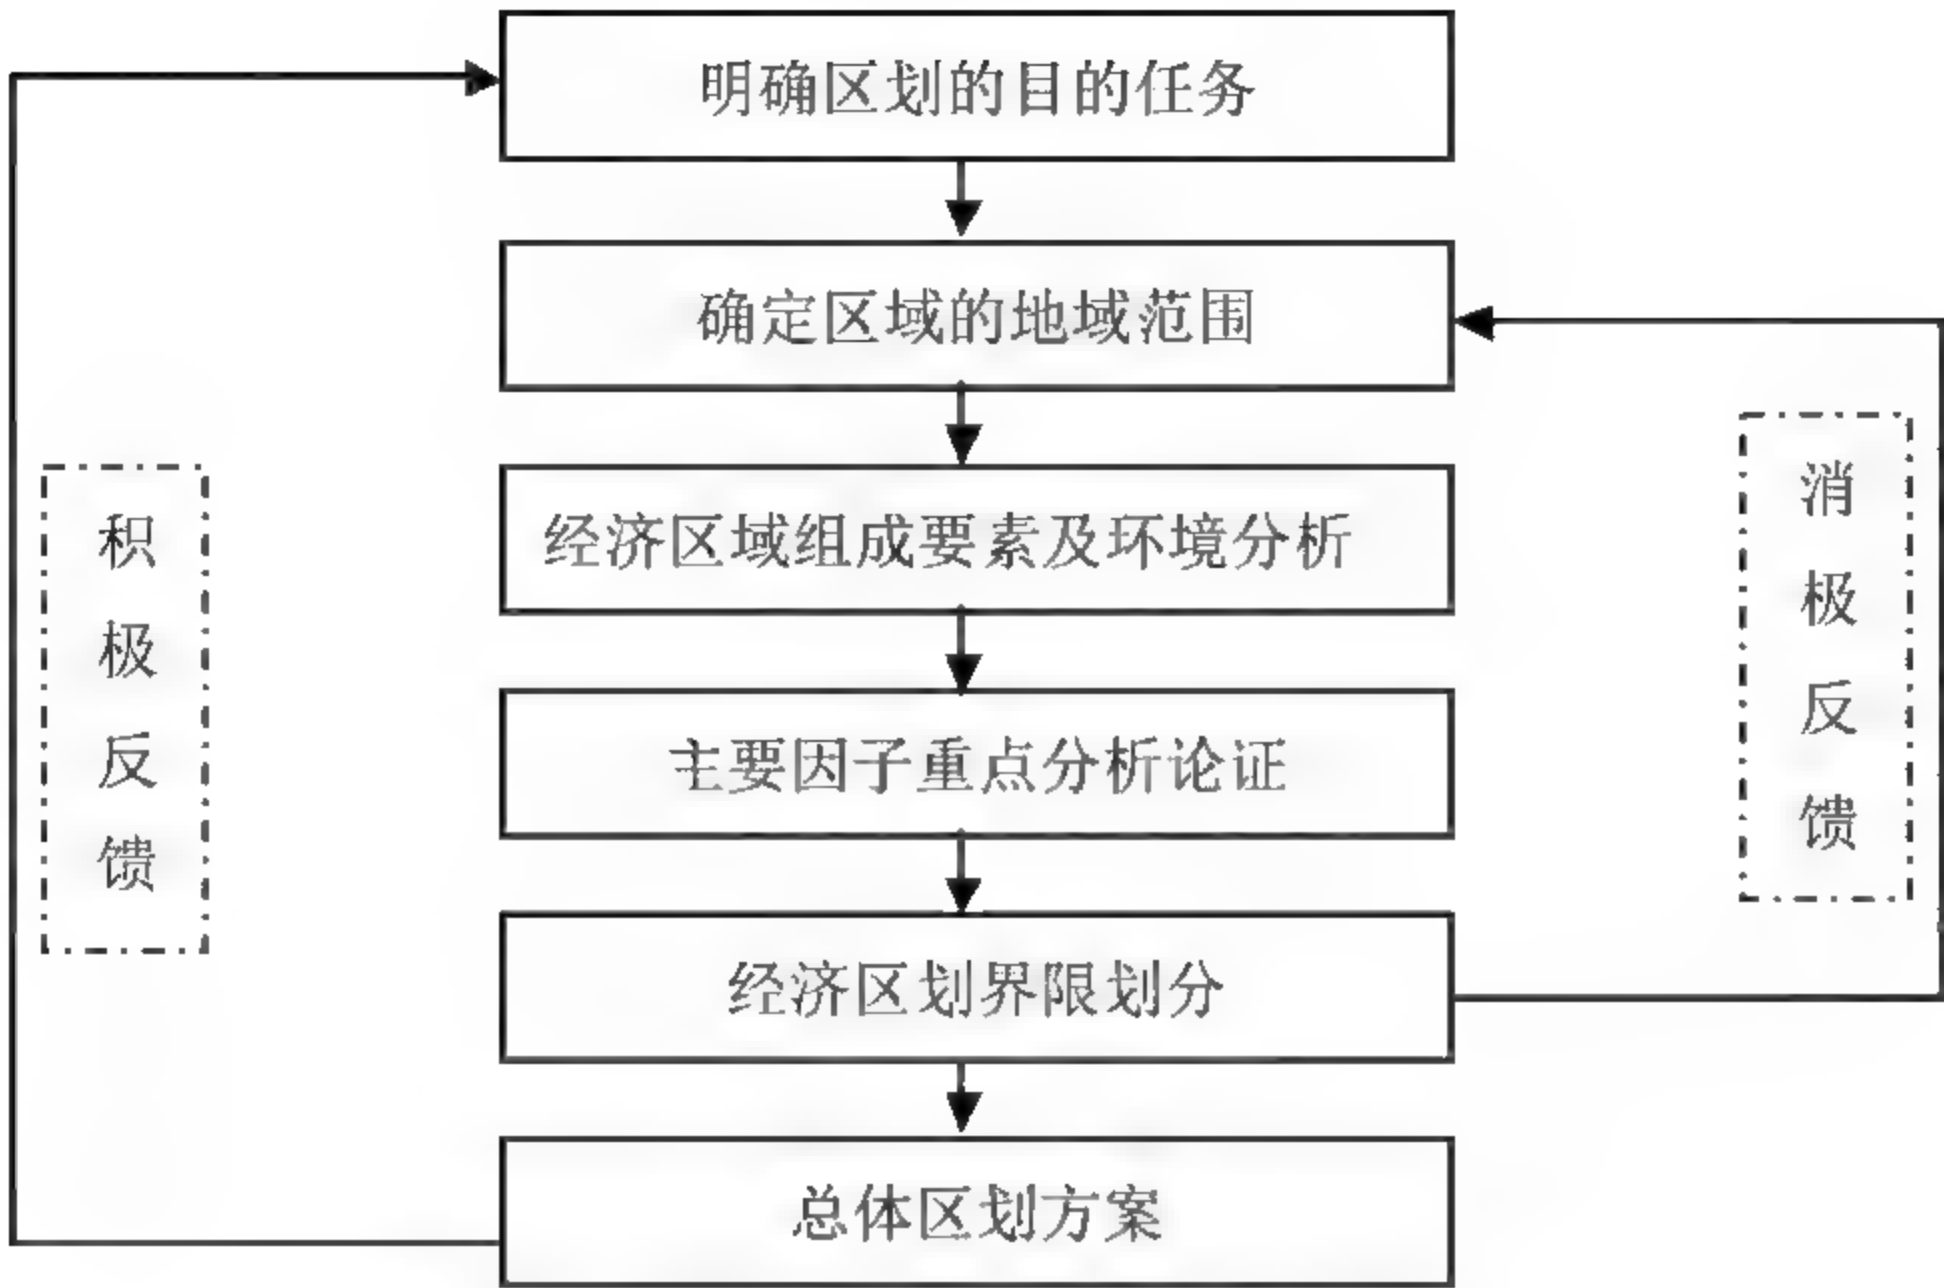 明确区划的目的任务
确定区域的地域范围
经济区域组成要素及环境分析
主要因子重点分析论证
经济区划界限划分
总体区划方案
积
极
反
馈
消
极
反
馈